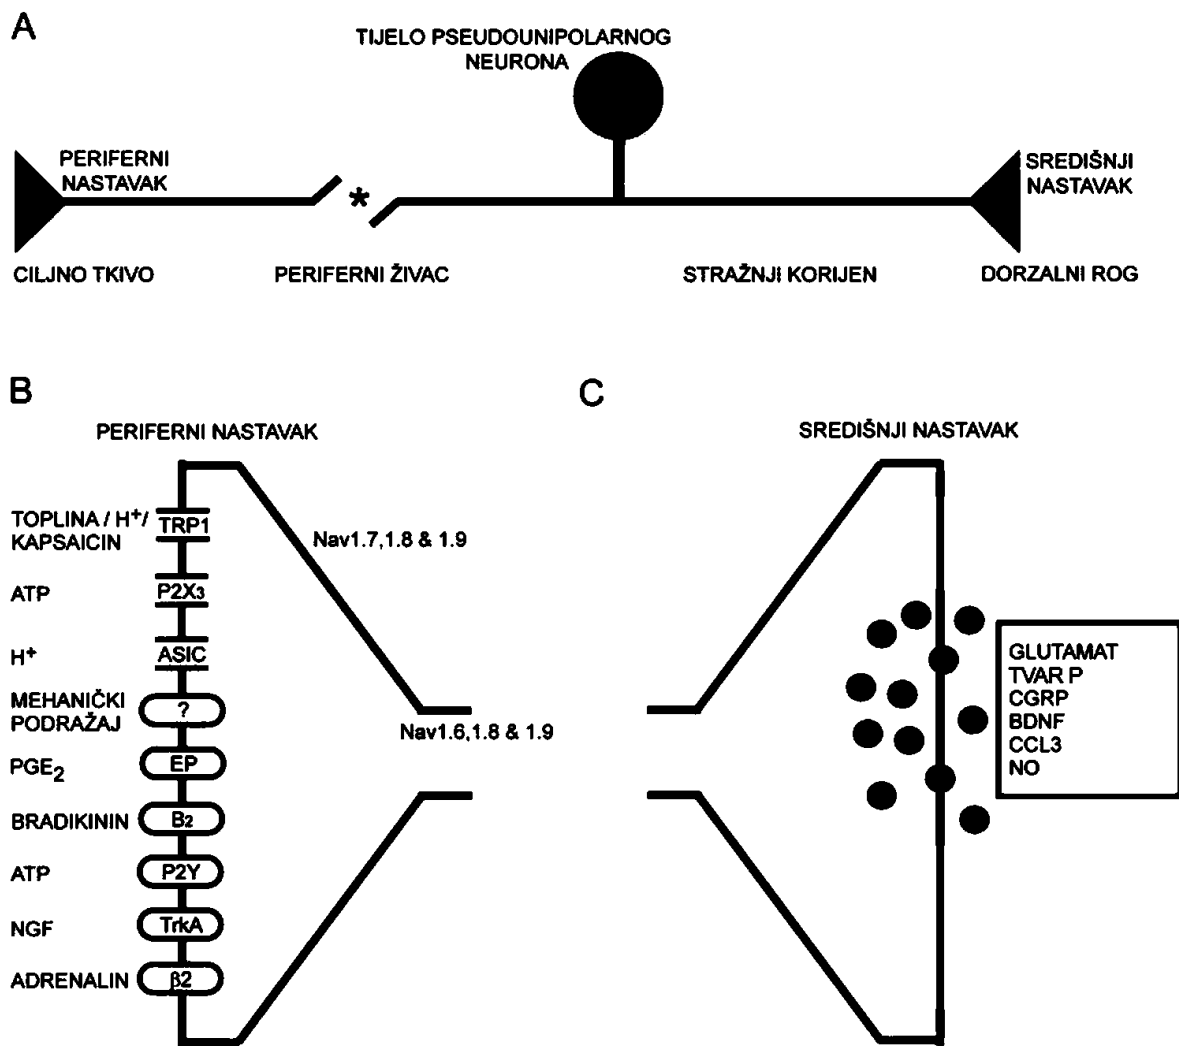 A
TIJELO PSEUDOUNIPOLARNOG
NEURONA
PERIFERNI
NASTAVAK
*
SREDIŠNJI
NASTAVAK
CILJNO TKIVO
PERIFERNI ŽIVAC
STRAŽNJI KORIJEN
DORZALNI ROG
B
PERIFERNI NASTAVAK
TOPLINA / H⁺/
KAPSAICIN
TRP1
Nav1.7,1.8 & 1.9
ATP
P2X₃
H⁺
ASIC
MEHANIČKI
PODRAŽAJ
?
Nav1.6,1.8 & 1.9
PGE₂
EP
BRADIKININ
B₂
ATP
P2Y
NGF
TrkA
ADRENALIN
β2
C
SREDIŠNJI NASTAVAK
GLUTAMAT
TVAR P
CGRP
BDNF
CCL3
NO